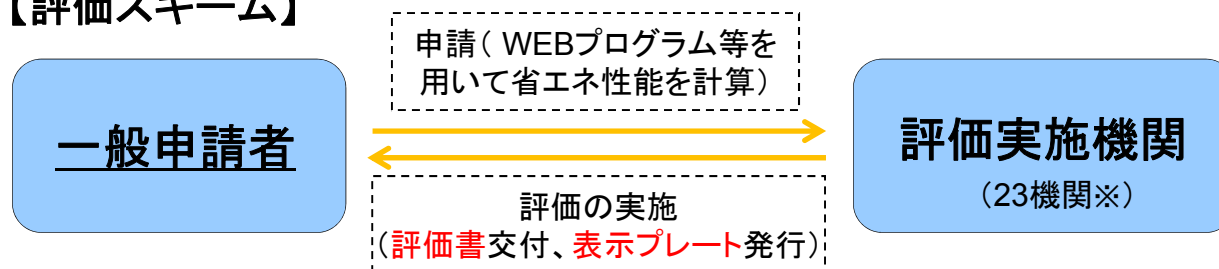 【評価スキーム】
申請( WEBプログラム等を
用いて省エネ性能を計算）
一般申請者
評価実施機関
（23機関※）
評価の実施
（評価書交付、表示プレート発行）